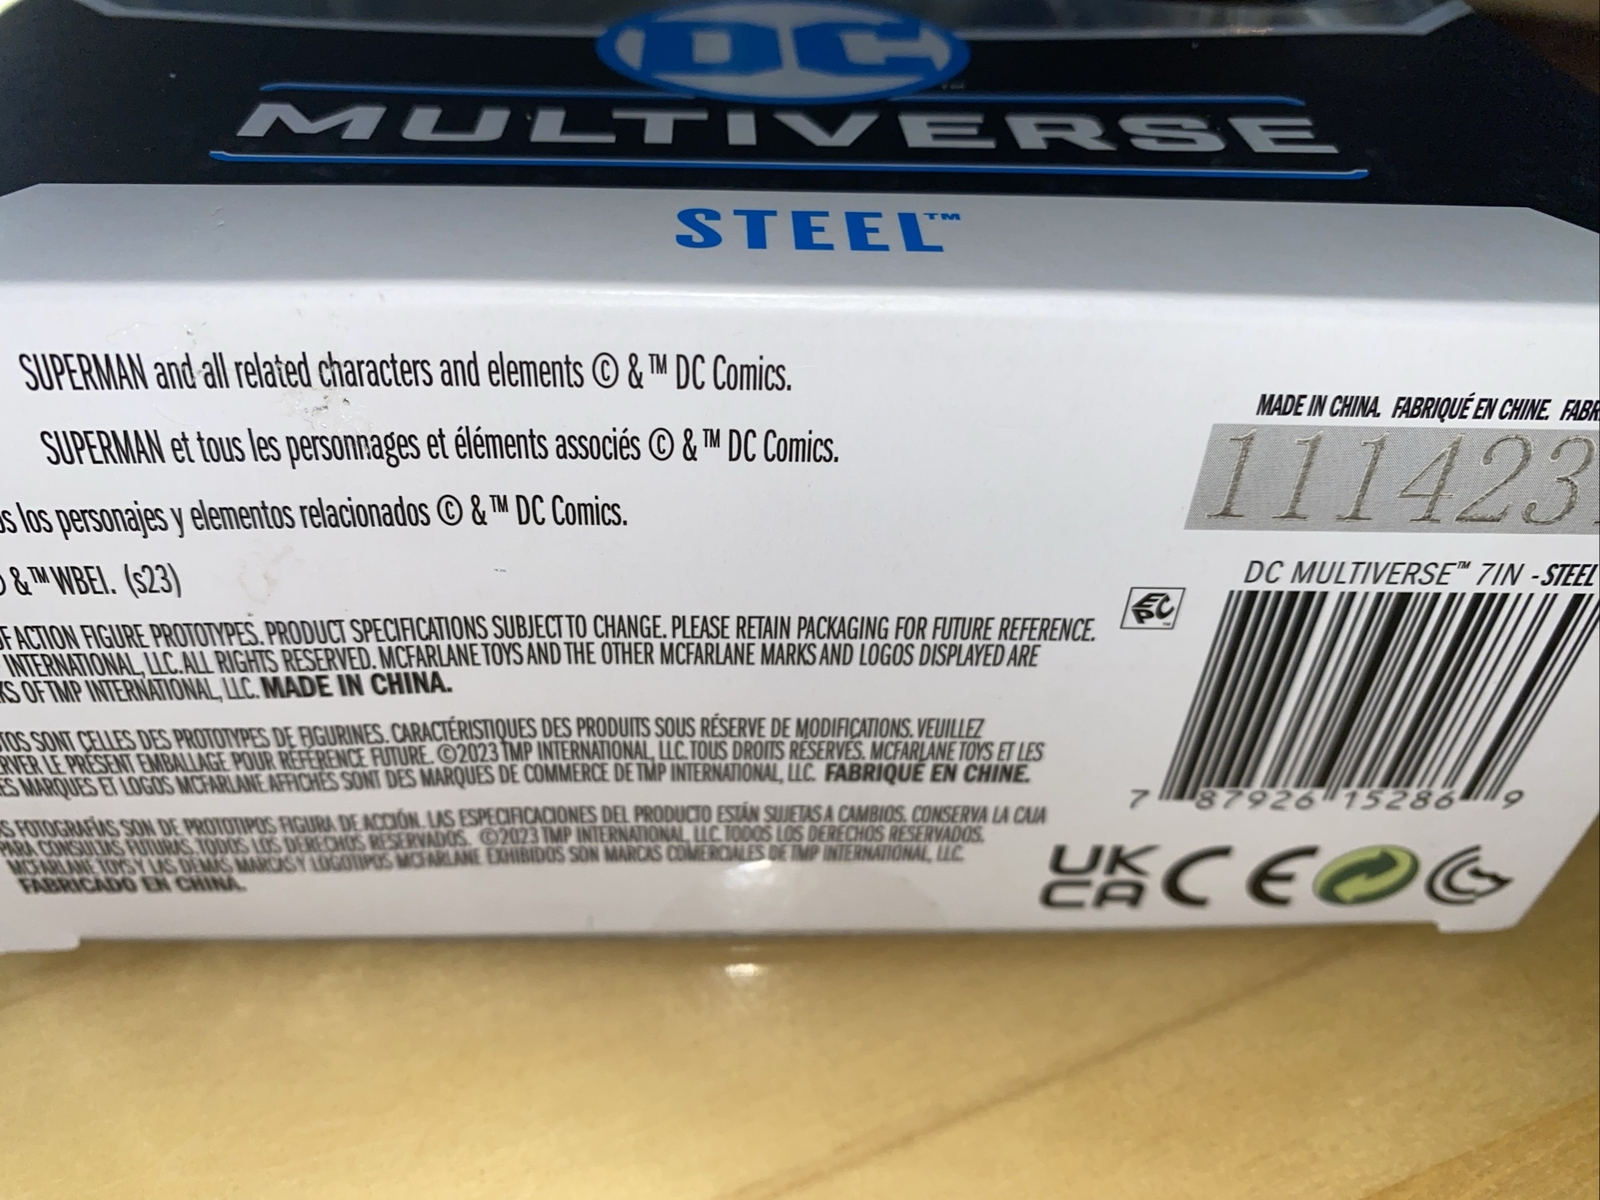 DC
MULTIVERSE
STEEL™
SUPERMAN and all related characters and elements © & ™ DC Comics.
SUPERMAN et tous les personnages et éléments associés © & ™ DC Comics.
los personajes y elementos relacionados © & ™ DC Comics.
& ™ WBEI. (s23)
ACTION FIGURE PROTOTYPES. PRODUCT SPECIFICATIONS SUBJECT TO CHANGE. PLEASE RETAIN PACKAGING FOR FUTURE REFERENCE.
INTERNATIONAL, LLC. ALL RIGHTS RESERVED. MCFARLANE TOYS AND THE OTHER MCFARLANE MARKS AND LOGOS DISPLAYED ARE
OF TMP INTERNATIONAL, LLC. MADE IN CHINA.
SONT CELLES DES PROTOTYPES DE FIGURINES. CARACTÉRISTIQUES DES PRODUITS SOUS RÉSERVE DE MODIFICATIONS. VEUILLEZ
LE PRÉSENT EMBALLAGE POUR RÉFÉRENCE FUTURE. ©2023 TMP INTERNATIONAL, LLC. TOUS DROITS RÉSERVÉS. MCFARLANE TOYS ET LES
MARQUES ET LOGOS MCFARLANE AFFICHÉS SONT DES MARQUES DE COMMERCE DE TMP INTERNATIONAL, LLC. FABRIQUÉ EN CHINE.
FOTOGRAFÍAS SON DE PROTOTIPOS FIGURA DE ACCIÓN. LAS ESPECIFICACIONES DEL PRODUCTO ESTÁN SUJETAS A CAMBIOS. CONSERVA LA CAJA
PARA CONSULTAS FUTURAS. TODOS LOS DERECHOS RESERVADOS. ©2023 TMP INTERNATIONAL, LLC. TODOS LOS DERECHOS RESERVADOS.
MCFARLANE TOYS Y LAS DEMÁS MARCAS Y LOGOTIPOS MCFARLANE EXHIBIDOS SON MARCAS COMERCIALES DE TMP INTERNATIONAL, LLC.
FABRICADO EN CHINA.
MADE IN CHINA. FABRIQUÉ EN CHINE.
111423
DC MULTIVERSE™ 7IN - STEEL
EPC
7 87926 15286 9
UK
CA CE